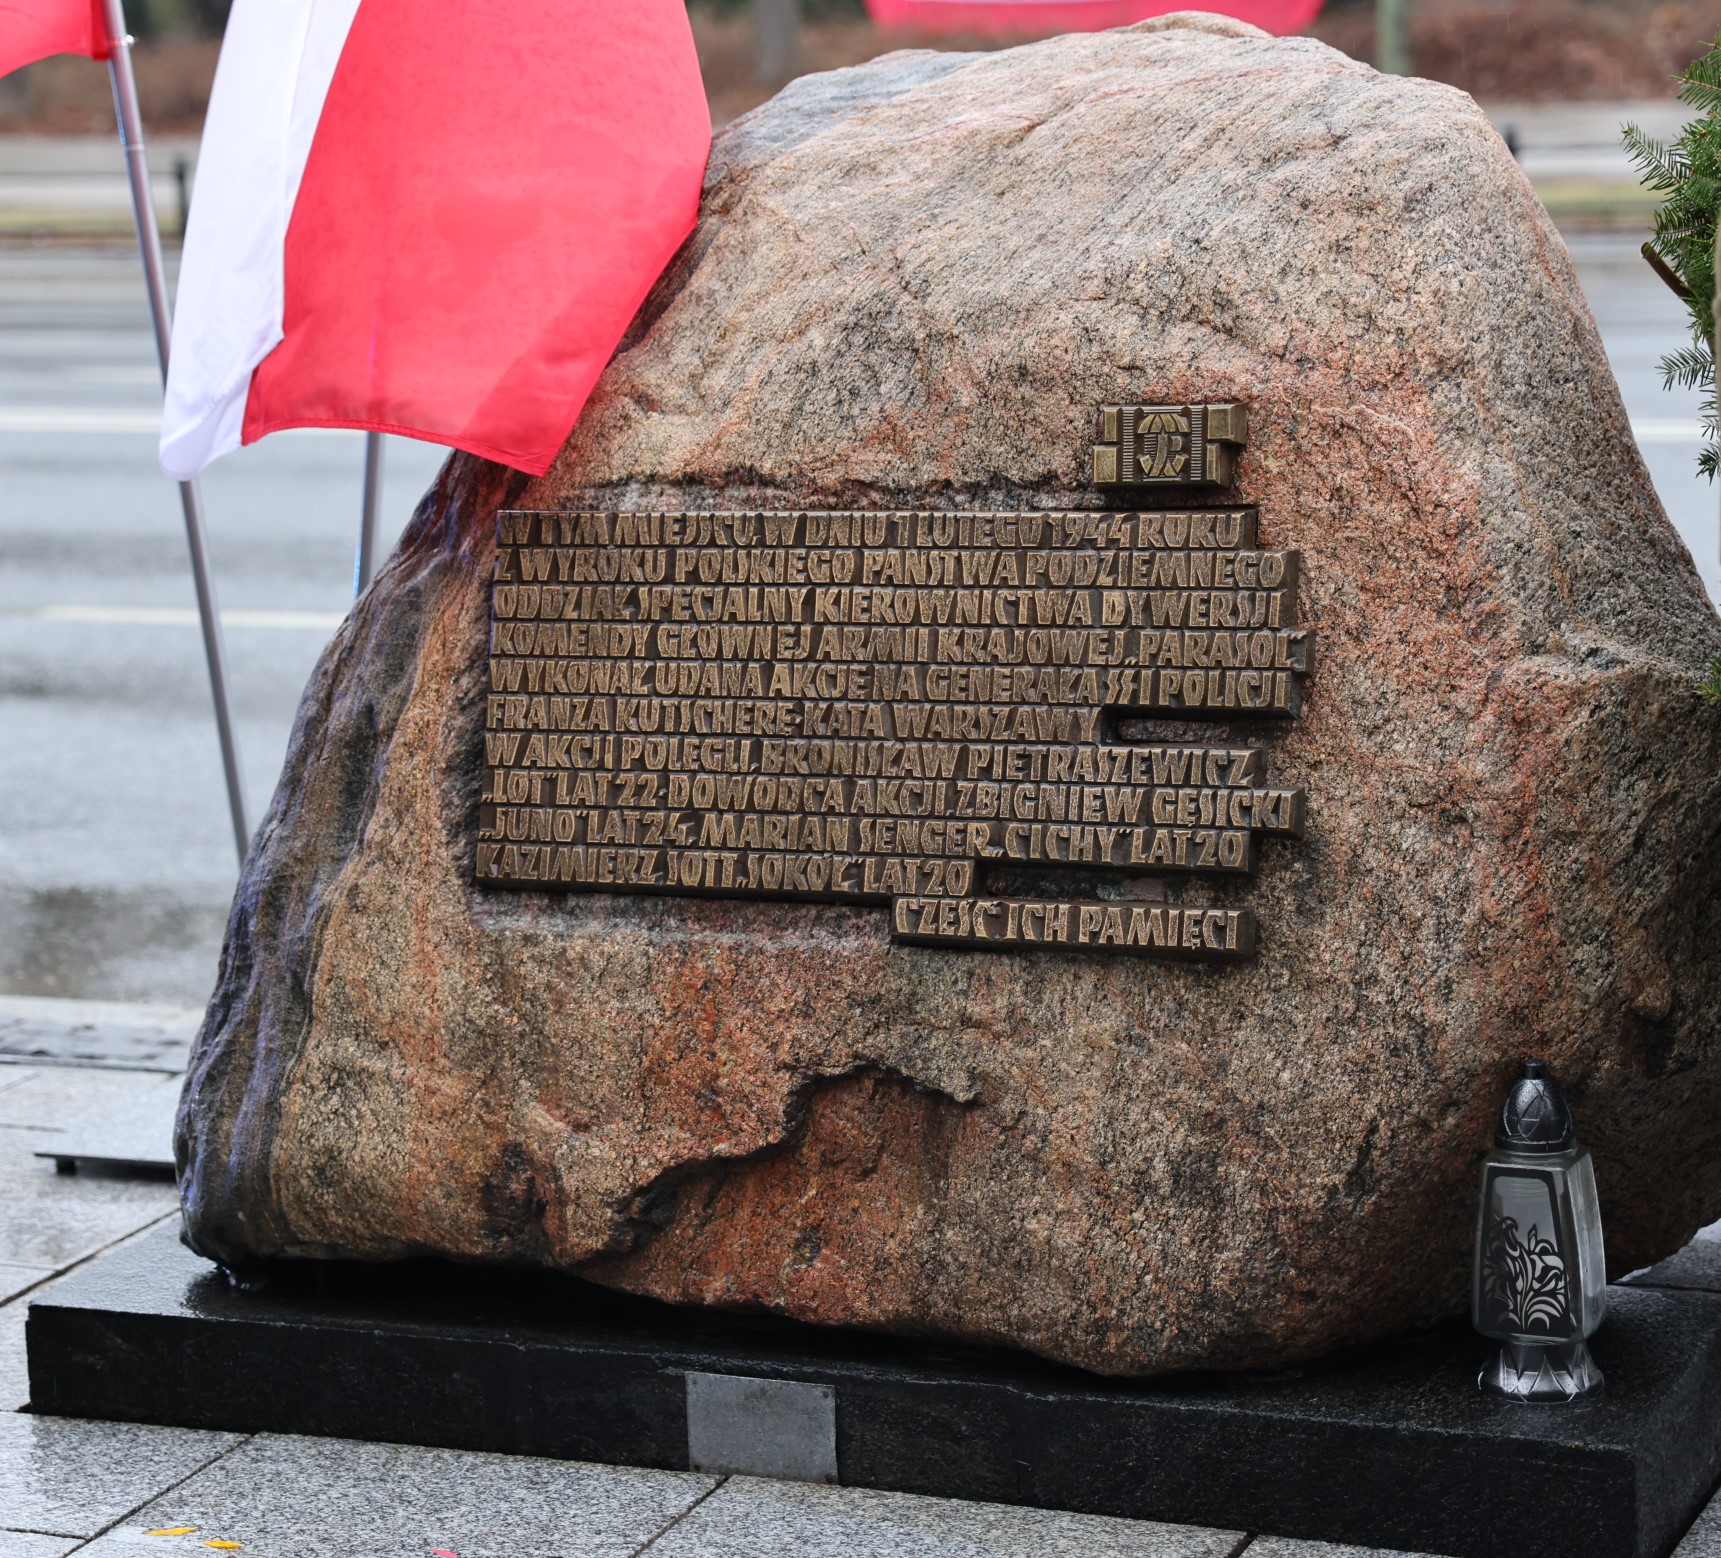 W TYM MIEJSCU, W DNIU 1 LUTEGO 1944 ROKU
Z WYROKU POLSKIEGO PAŃSTWA PODZIEMNEGO
ODDZIAŁ SPECJALNY KIEROWNICTWA DYWERSJI
KOMENDY GŁÓWNEJ ARMII KRAJOWEJ „PARASOL"
WYKONAŁ UDANĄ AKCJĘ NA GENERAŁA SS I POLICJI
FRANZA KUTSCHERĘ-KATA WARSZAWY
W AKCJI POLEGLI, BRONISŁAW PIETRASZEWICZ,
„LOT" LAT 22-DOWÓDCA AKCJI, ZBIGNIEW GĘSICKI
„JUNO" LAT 24, MARIAN SENGER „CICHY" LAT 20
KAZIMIERZ SOTT „SOKÓŁ" LAT 20
CZEŚĆ ICH PAMIĘCI